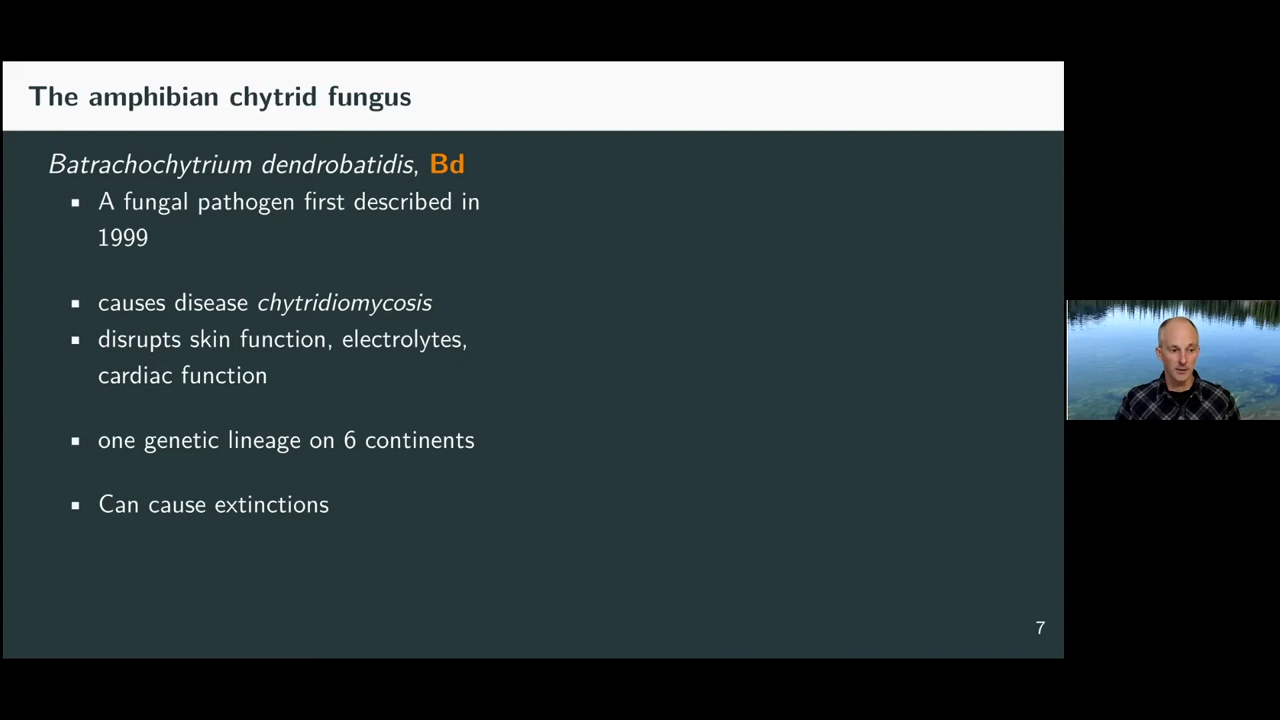 The amphibian chytrid fungus
Batrachochytrium dendrobatidis, Bd
▪ A fungal pathogen first described in
1999
▪ causes disease chytridiomycosis
▪ disrupts skin function, electrolytes,
cardiac function
▪ one genetic lineage on 6 continents
▪ Can cause extinctions
7